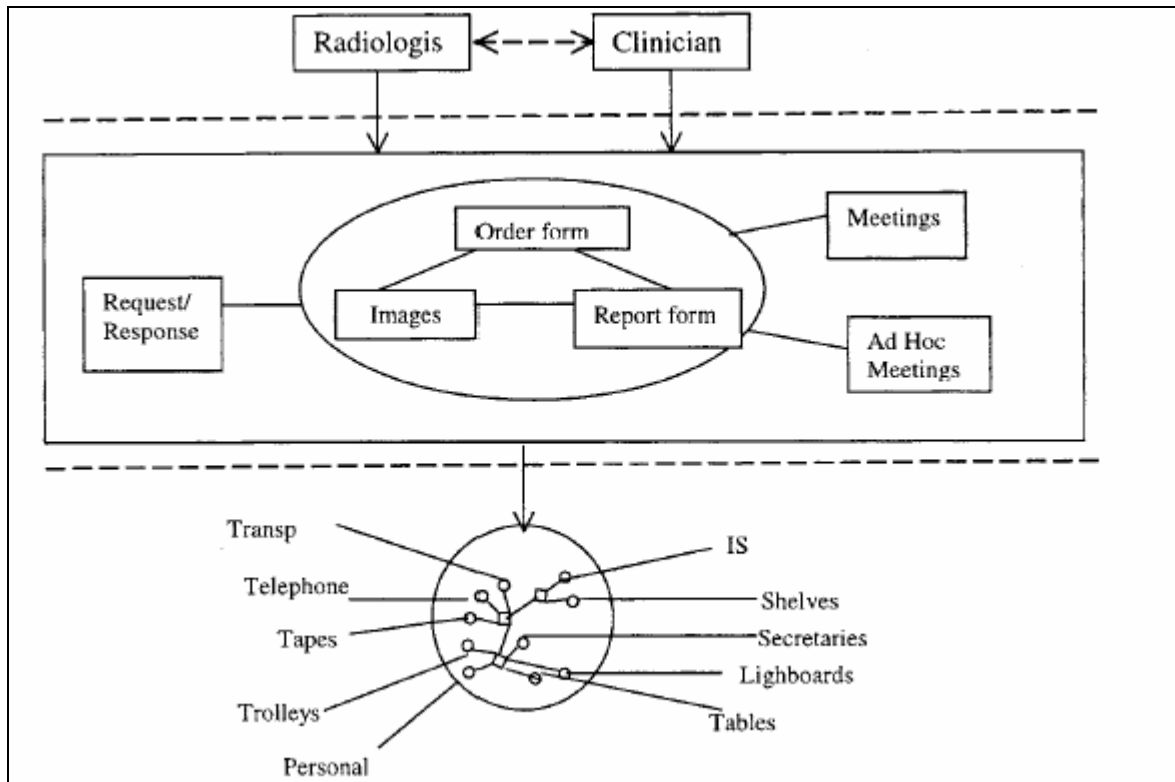 Radiologis
Clinician
Order form
Meetings
Request/
Response
Images
Report form
Ad Hoc
Meetings
Transp
IS
Telephone
Shelves
Tapes
Secretaries
Lighboards
Trolleys
Tables
Personal